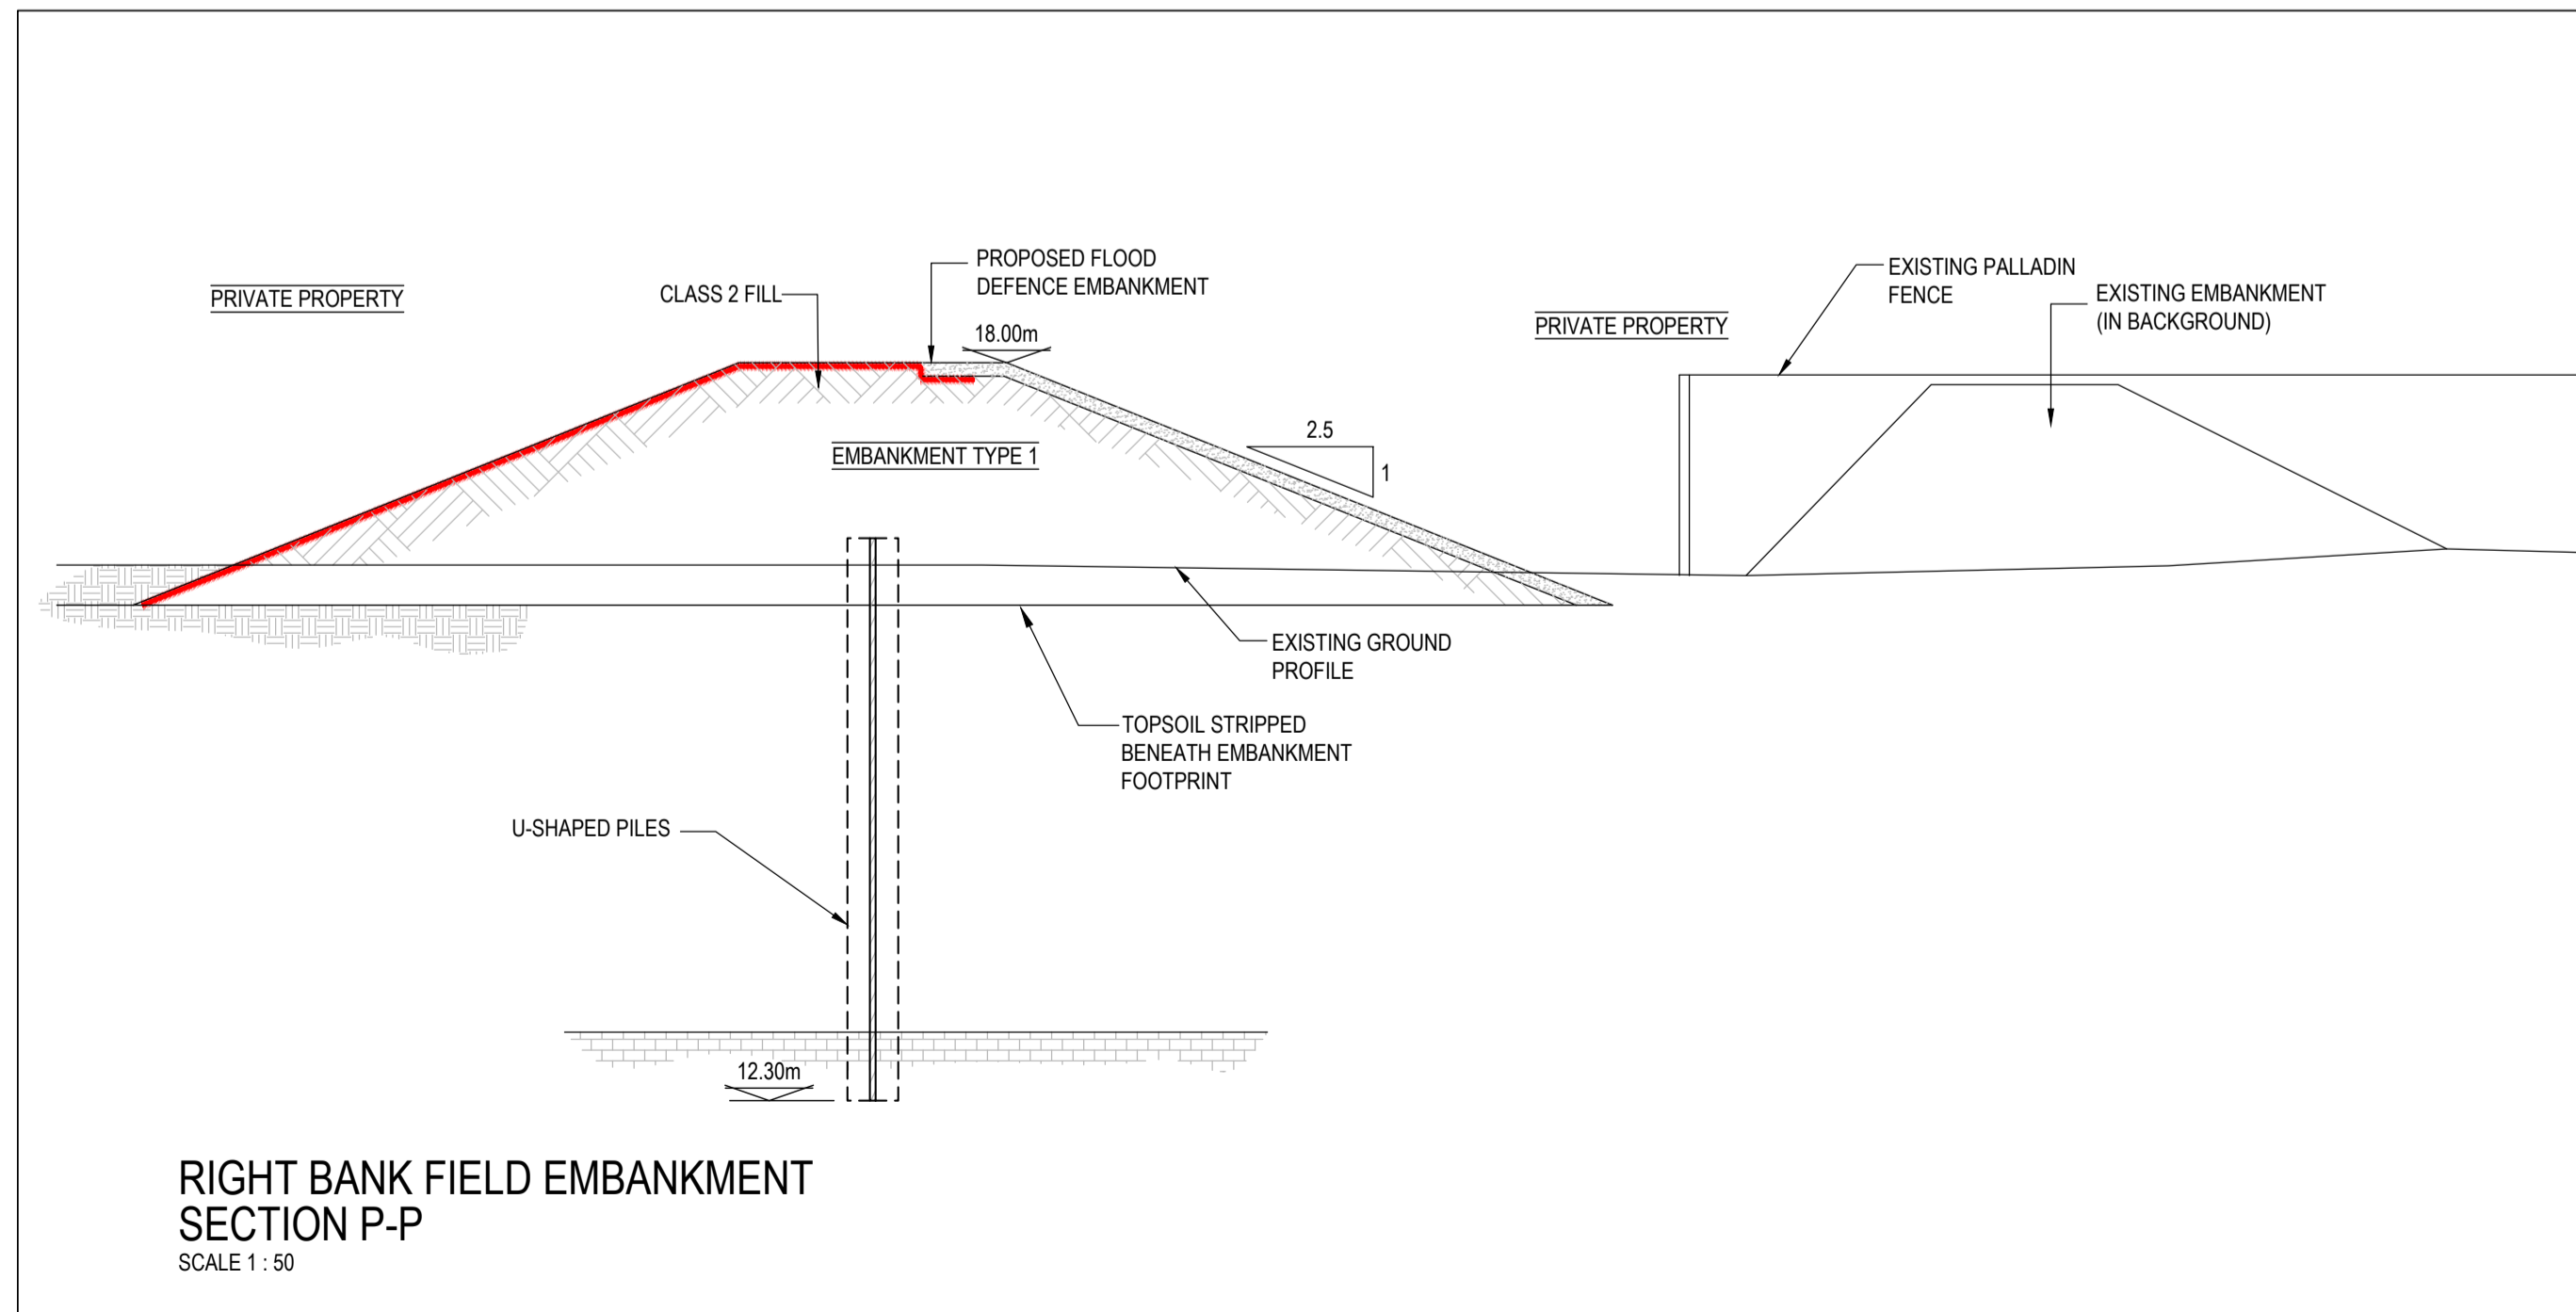 PRIVATE PROPERTY
CLASS 2 FILL
PROPOSED FLOOD
DEFENCE EMBANKMENT
18.00m
EMBANKMENT TYPE 1
2.5
1
PRIVATE PROPERTY
EXISTING PALLADIN
FENCE
EXISTING EMBANKMENT
(IN BACKGROUND)
EXISTING GROUND
PROFILE
TOPSOIL STRIPPED
BENEATH EMBANKMENT
FOOTPRINT
U-SHAPED PILES
12.30m
RIGHT BANK FIELD EMBANKMENT
SECTION P-P
SCALE 1 : 50